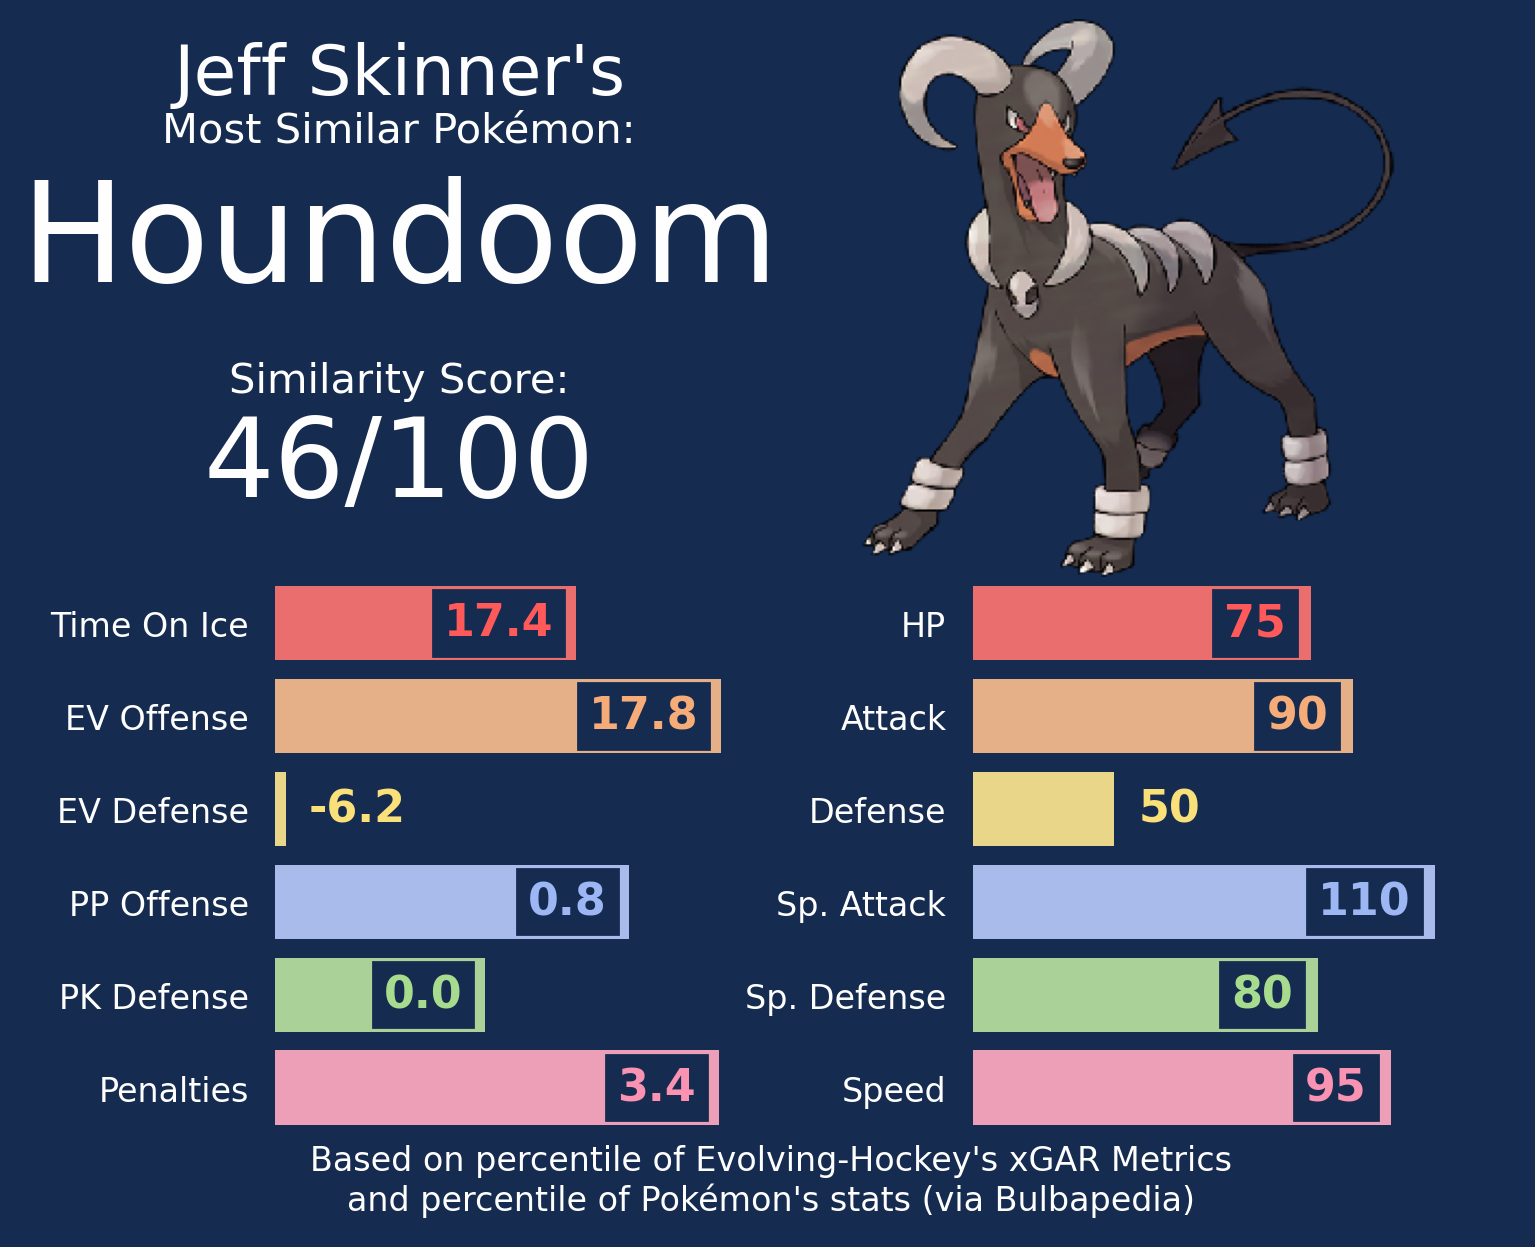 Jeff Skinner's
Most Similar Pokémon:
Houndoom
Similarity Score:
46/100
Time On Ice 17.4
EV Offense 17.8
EV Defense -6.2
PP Offense 0.8
PK Defense 0.0
Penalties 3.4
HP 75
Attack 90
Defense 50
Sp. Attack 110
Sp. Defense 80
Speed 95
Based on percentile of Evolving-Hockey's xGAR Metrics
and percentile of Pokémon's stats (via Bulbapedia)